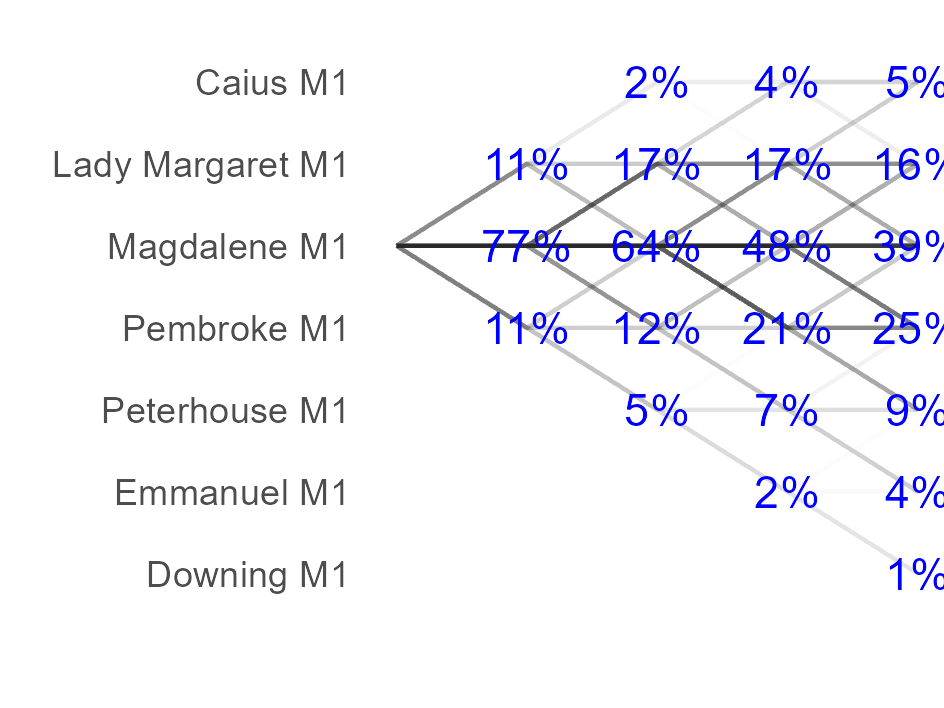 Caius M1 2% 4% 5%
Lady Margaret M1 11% 17% 17% 16%
Magdalene M1 77% 64% 48% 39%
Pembroke M1 11% 12% 21% 25%
Peterhouse M1 5% 7% 9%
Emmanuel M1 2% 4%
Downing M1 1%